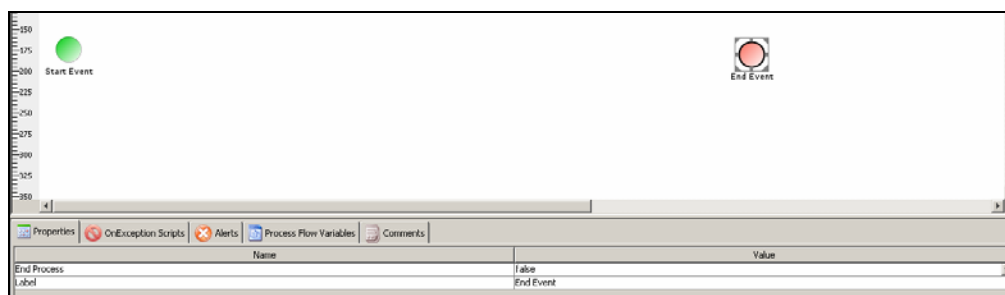 150
175
Start Event
End Event
200
225
250
275
300
325
350
Properties OnException Scripts Alerts Process Flow Variables Comments
Name Value
End Process false
Label End Event